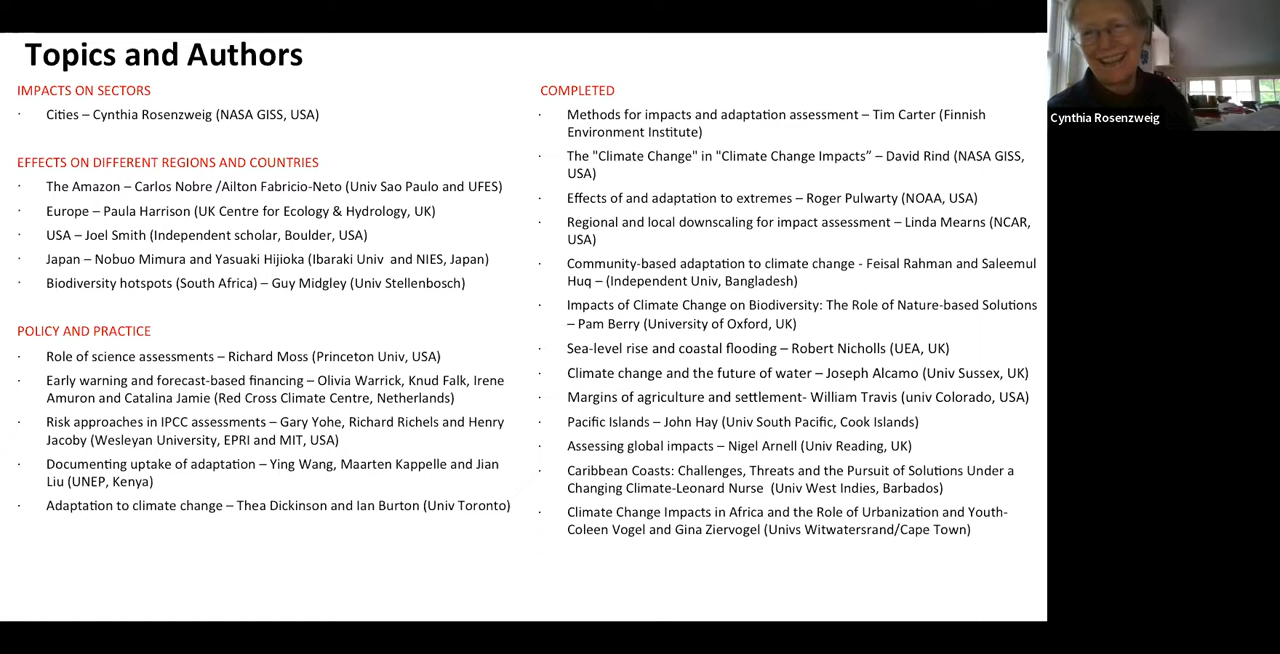 Topics and Authors
IMPACTS ON SECTORS
· Cities – Cynthia Rosenzweig (NASA GISS, USA)
EFFECTS ON DIFFERENT REGIONS AND COUNTRIES
· The Amazon – Carlos Nobre /Ailton Fabricio-Neto (Univ Sao Paulo and UFES)
· Europe – Paula Harrison (UK Centre for Ecology & Hydrology, UK)
· USA – Joel Smith (Independent scholar, Boulder, USA)
· Japan – Nobuo Mimura and Yasuaki Hijioka (Ibaraki Univ and NIES, Japan)
· Biodiversity hotspots (South Africa) – Guy Midgley (Univ Stellenbosch)
POLICY AND PRACTICE
· Role of science assessments – Richard Moss (Princeton Univ, USA)
· Early warning and forecast-based financing – Olivia Warrick, Knud Falk, Irene
Amuron and Catalina Jamie (Red Cross Climate Centre, Netherlands)
· Risk approaches in IPCC assessments – Gary Yohe, Richard Richels and Henry
Jacoby (Wesleyan University, EPRI and MIT, USA)
· Documenting uptake of adaptation – Ying Wang, Maarten Kappelle and Jian
Liu (UNEP, Kenya)
· Adaptation to climate change – Thea Dickinson and Ian Burton (Univ Toronto)
COMPLETED
· Methods for impacts and adaptation assessment – Tim Carter (Finnish
Environment Institute)
· The "Climate Change" in "Climate Change Impacts” – David Rind (NASA GISS,
USA)
· Effects of and adaptation to extremes – Roger Pulwarty (NOAA, USA)
· Regional and local downscaling for impact assessment – Linda Mearns (NCAR,
USA)
· Community-based adaptation to climate change - Feisal Rahman and Saleemul
Huq – (Independent Univ, Bangladesh)
· Impacts of Climate Change on Biodiversity: The Role of Nature-based Solutions
– Pam Berry (University of Oxford, UK)
· Sea-level rise and coastal flooding – Robert Nicholls (UEA, UK)
· Climate change and the future of water – Joseph Alcamo (Univ Sussex, UK)
· Margins of agriculture and settlement- William Travis (univ Colorado, USA)
· Pacific Islands – John Hay (Univ South Pacific, Cook Islands)
· Assessing global impacts – Nigel Arnell (Univ Reading, UK)
· Caribbean Coasts: Challenges, Threats and the Pursuit of Solutions Under a
Changing Climate-Leonard Nurse (Univ West Indies, Barbados)
· Climate Change Impacts in Africa and the Role of Urbanization and Youth-
Coleen Vogel and Gina Ziervogel (Univs Witwatersrand/Cape Town)
Cynthia Rosenzweig